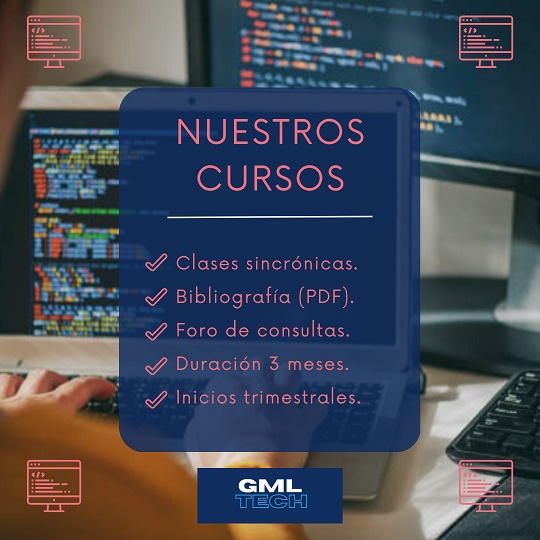 NUESTROS
CURSOS
Clases sincrónicas.
Bibliografía (PDF).
Foro de consultas.
Duración 3 meses.
Inicios trimestrales.
GML
TECH